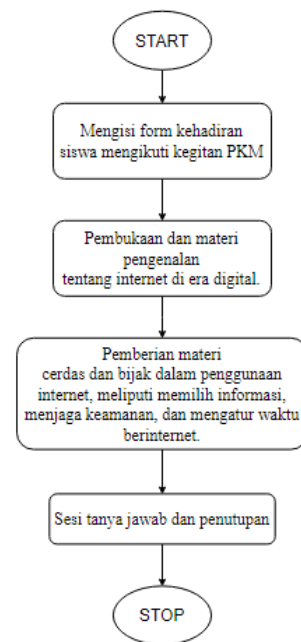 START
Mengisi form kehadiran
siswa mengikuti kegitan PKM
Pembukaan dan materi
pengenalan
tentang internet di era digital.
Pemberian materi
cerdas dan bijak dalam penggunaan
internet, meliputi memilih informasi,
menjaga keamanan, dan mengatur waktu
berinternet.
Sesi tanya jawab dan penutupan
STOP